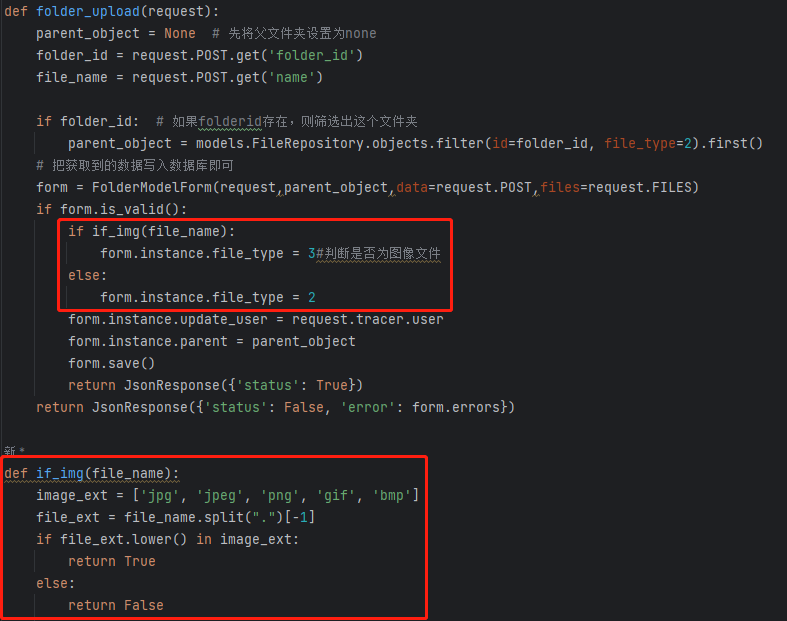 def folder_upload(request):
    parent_object = None  # 先将父文件夹设置为none
    folder_id = request.POST.get('folder_id')
    file_name = request.POST.get('name')

    if folder_id:  # 如果folderid存在，则筛选出这个文件夹
        parent_object = models.FileRepository.objects.filter(id=folder_id, file_type=2).first()
    # 把获取到的数据写入数据库即可
    form = FolderModelForm(request,parent_object,data=request.POST,files=request.FILES)
    if form.is_valid():
        if if_img(file_name):
            form.instance.file_type = 3#判断是否为图像文件
        else:
            form.instance.file_type = 2
        form.instance.update_user = request.tracer.user
        form.instance.parent = parent_object
        form.save()
        return JsonResponse({'status': True})
    return JsonResponse({'status': False, 'error': form.errors})

新 *
def if_img(file_name):
    image_ext = ['jpg', 'jpeg', 'png', 'gif', 'bmp']
    file_ext = file_name.split(".")[-1]
    if file_ext.lower() in image_ext:
        return True
    else:
        return False